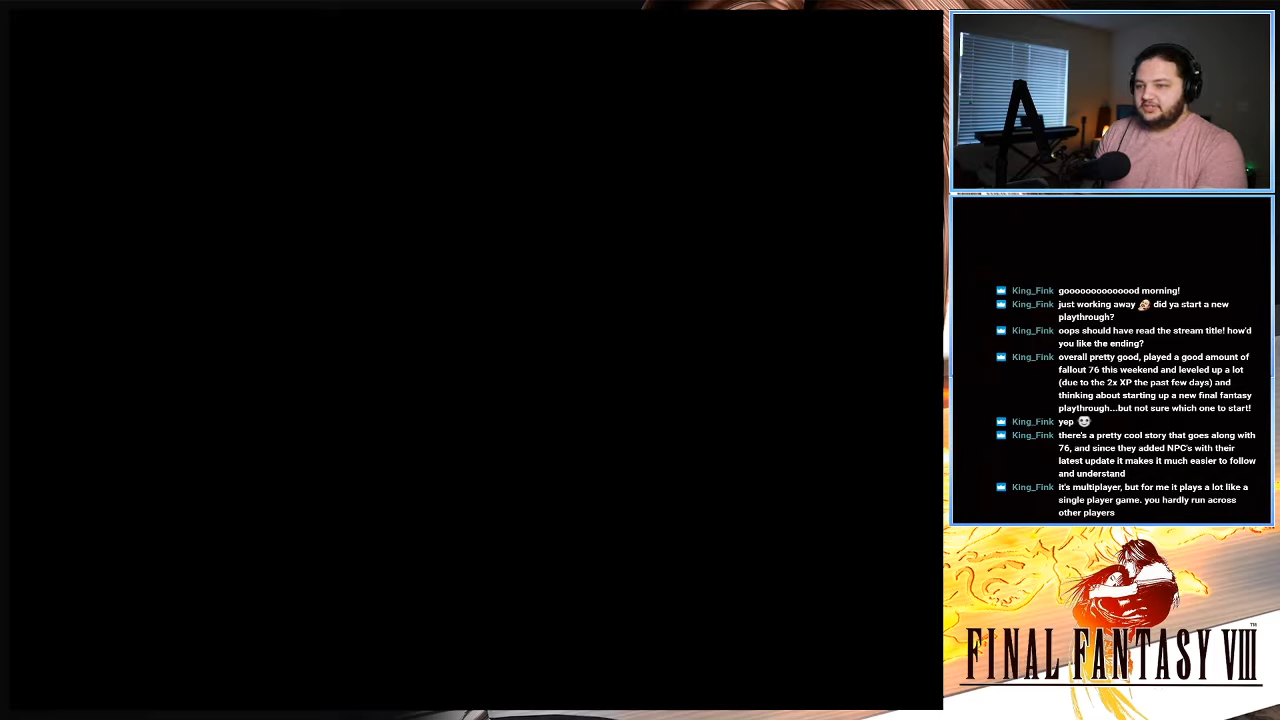 King_Fink gooooooooooooood morning!
King_Fink just working away did ya start a new
playthrough?
King_Fink oops should have read the stream title! how'd
you like the ending?
King_Fink overall pretty good, played a good amount of
fallout 76 this weekend and leveled up a lot
(due to the 2x XP the past few days) and
thinking about starting up a new final fantasy
playthrough...but not sure which one to start!
King_Fink yep
King_Fink there's a pretty cool story that goes along with
76, and since they added NPC's with their
latest update it makes it much easier to follow
and understand
King_Fink it's multiplayer, but for me it plays a lot like a
single player game. you hardly run across
other players
FINAL FANTASY VIII™